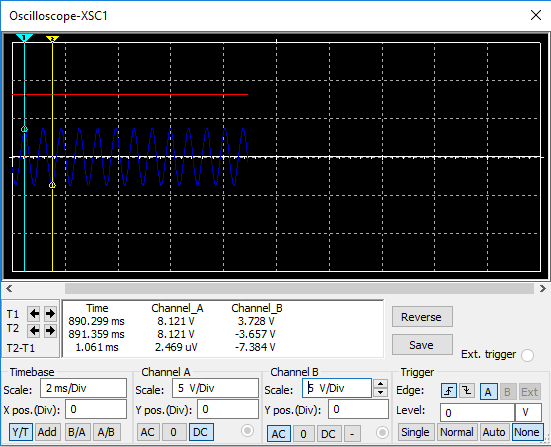 Oscilloscope-XSC1
1 2
T1
T2
T2-T1
Time Channel_A Channel_B
890.299 ms 8.121 V 3.728 V
891.359 ms 8.121 V -3.657 V
1.061 ms 2.469 uV -7.384 V
Reverse
Save
Ext. trigger
Timebase
Scale: 2 ms/Div
X pos.(Div): 0
Y/T Add B/A A/B
Channel A
Scale: 5 V/Div
Y pos.(Div): 0
AC 0 DC
Channel B
Scale: 5 V/Div
Y pos.(Div): 0
AC 0 DC -
Trigger
Edge: A B Ext
Level: 0 V
Single Normal Auto None